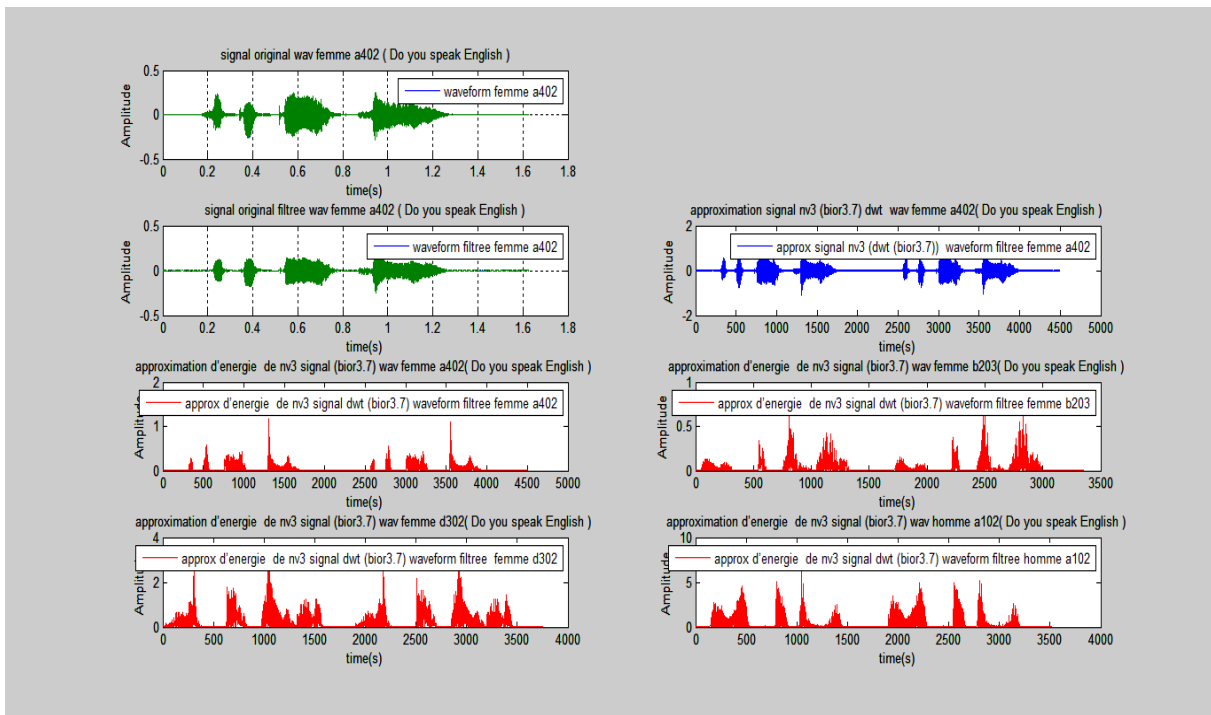 signal original wav femme a402 ( Do you speak English )
0.5
0
-0.5
Amplitude
waveform femme a402
0 0.2 0.4 0.6 0.8 1 1.2 1.4 1.6 1.8
time(s)
signal original filtree wav femme a402 ( Do you speak English )
0.5
0
-0.5
Amplitude
waveform filtree femme a402
0 0.2 0.4 0.6 0.8 1 1.2 1.4 1.6 1.8
time(s)
approximation signal nv3 (bior3.7) dwt wav femme a402( Do you speak English )
2
0
-2
Amplitude
approx signal nv3 (dwt (bior3.7)) waveform filtree femme a402
0 500 1000 1500 2000 2500 3000 3500 4000 4500 5000
time(s)
approximation d'energie de nv3 signal (bior3.7) wav femme a402( Do you speak English )
2
1
0
Amplitude
approx d'energie de nv3 signal dwt (bior3.7) waveform filtree femme a402
0 500 1000 1500 2000 2500 3000 3500 4000 4500 5000
time(s)
approximation d'energie de nv3 signal (bior3.7) wav femme b203( Do you speak English )
1
0.5
0
Amplitude
approx d'energie de nv3 signal dwt (bior3.7) waveform filtree femme b203
0 500 1000 1500 2000 2500 3000 3500
time(s)
approximation d'energie de nv3 signal (bior3.7) wav femme d302( Do you speak English )
4
2
0
Amplitude
approx d'energie de nv3 signal dwt (bior3.7) waveform filtree femme d302
0 500 1000 1500 2000 2500 3000 3500 4000
time(s)
approximation d'energie de nv3 signal (bior3.7) wav homme a102( Do you speak English )
10
5
0
Amplitude
approx d'energie de nv3 signal dwt (bior3.7) waveform filtree homme a102
0 500 1000 1500 2000 2500 3000 3500 4000
time(s)